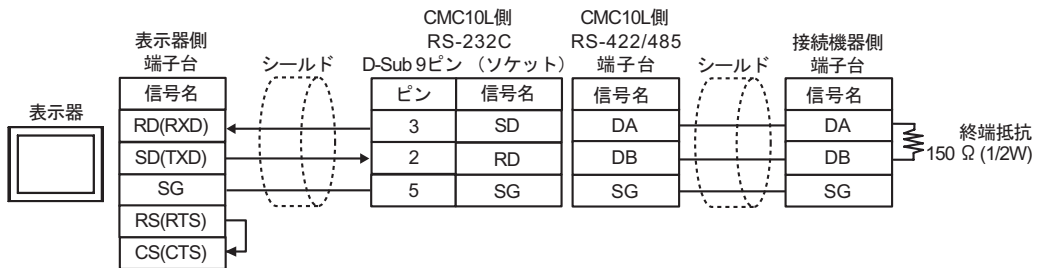 表示器
表示器側
端子台
信号名
RD(RXD)
SD(TXD)
SG
RS(RTS)
CS(CTS)
シールド
CMC10L側
RS-232C
D-Sub 9ピン （ソケット）
ピン 信号名
3 SD
2 RD
5 SG
CMC10L側
RS-422/485
端子台
信号名
DA
DB
SG
シールド
接続機器側
端子台
信号名
DA
DB
SG
終端抵抗
150 Ω (1/2W)